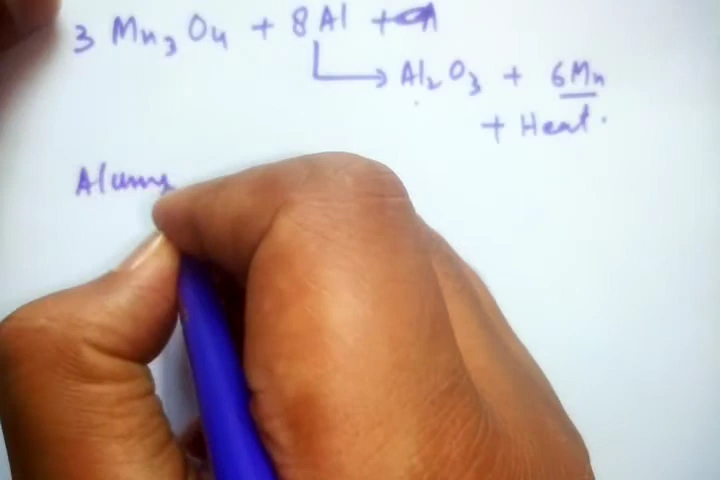 3 Mn₃O₄ + 8Al +
→ Al₂O₃ + 6Mn
+ Heat.